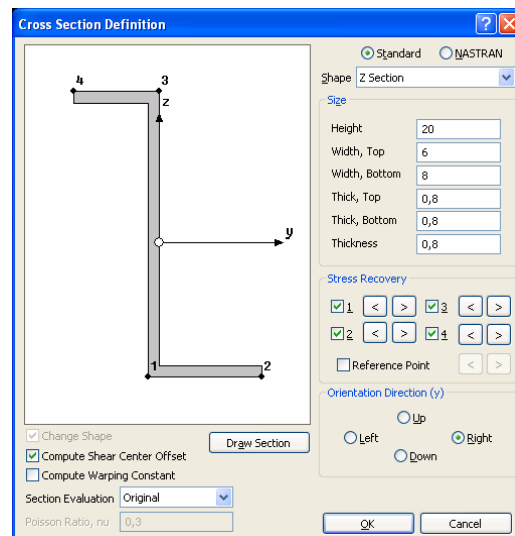 Cross Section Definition
Standard
NASTRAN
Shape Z Section
4
3
z
y
1
2
Size
Height 20
Width, Top 6
Width, Bottom 8
Thick, Top 0,8
Thick, Bottom 0,8
Thickness 0,8
Stress Recovery
1 < > 3 < >
2 < > 4 < >
Reference Point < >
Orientation Direction (y)
Up
Left Right
Down
Change Shape
Compute Shear Center Offset
Draw Section
Compute Warping Constant
Section Evaluation Original
Poisson Ratio, nu 0,3
OK Cancel